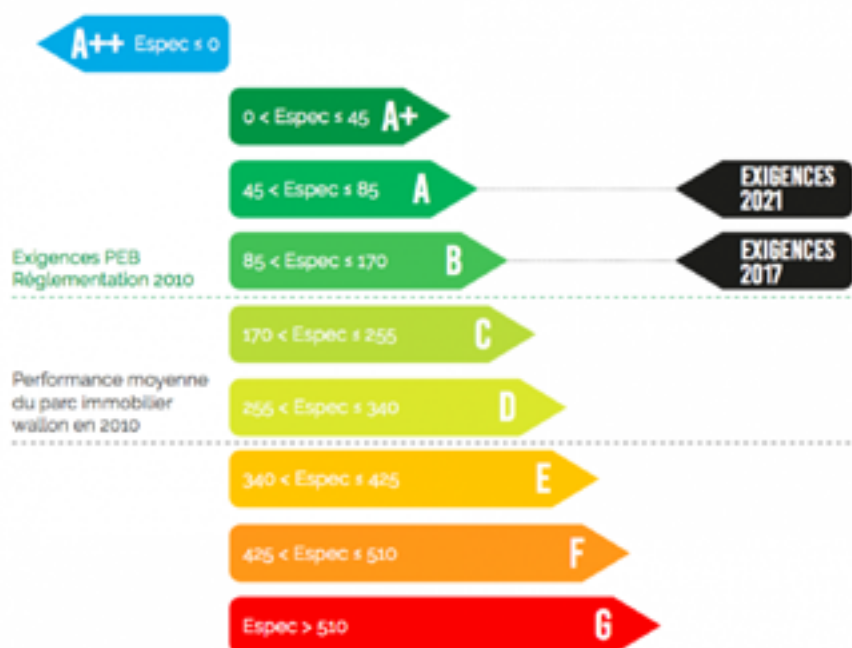 A++ Espec ≤ 0
0 < Espec ≤ 45 A+
45 < Espec ≤ 85 A
EXIGENCES
2021
Exigences PEB
Réglementation 2010
85 < Espec ≤ 170 B
EXIGENCES
2017
170 < Espec ≤ 255 C
Performance moyenne
du parc immobilier
wallon en 2010
255 < Espec ≤ 340 D
340 < Espec ≤ 425 E
425 < Espec ≤ 510 F
Espec > 510 G